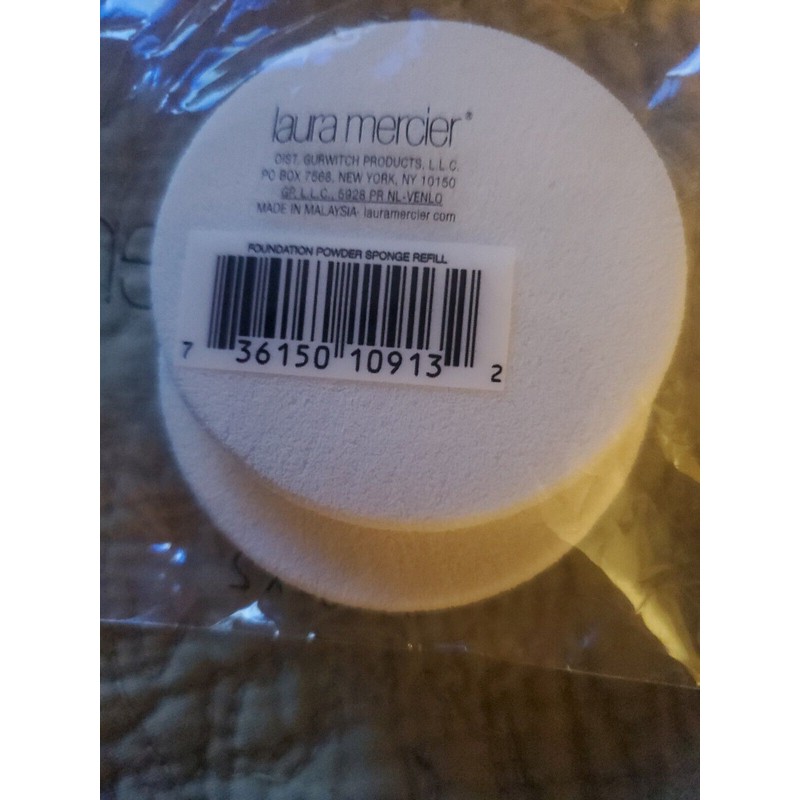 laura mercier®
DIST. GURWITCH PRODUCTS, L.L.C.
PO BOX 7568, NEW YORK, NY 10150
GP, L.L.C., 5928 PR NL-VENLO
MADE IN MALAYSIA· lauramercier.com
FOUNDATION POWDER SPONGE REFILL
7 36150 10913 2